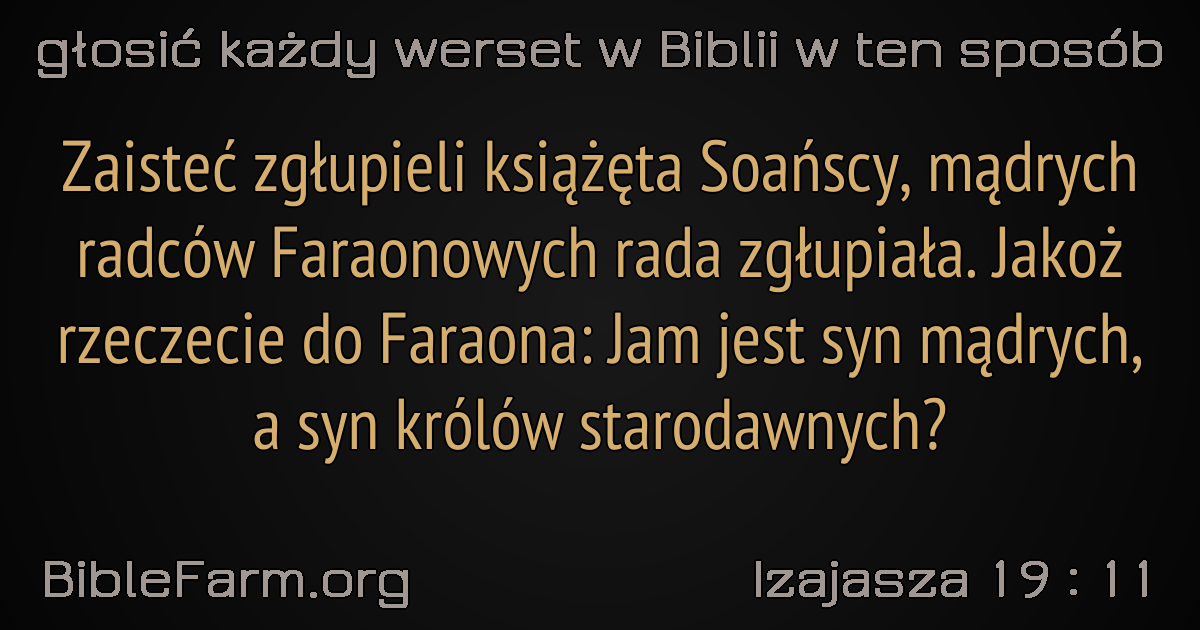 głosić każdy werset w Biblii w ten sposób
Zaisteć zgłupieli książęta Soańscy, mądrych
radców Faraonowych rada zgłupiała. Jakoż
rzeczecie do Faraona: Jam jest syn mądrych,
a syn królów starodawnych?
BibleFarm.org
Izajasza 19 : 11